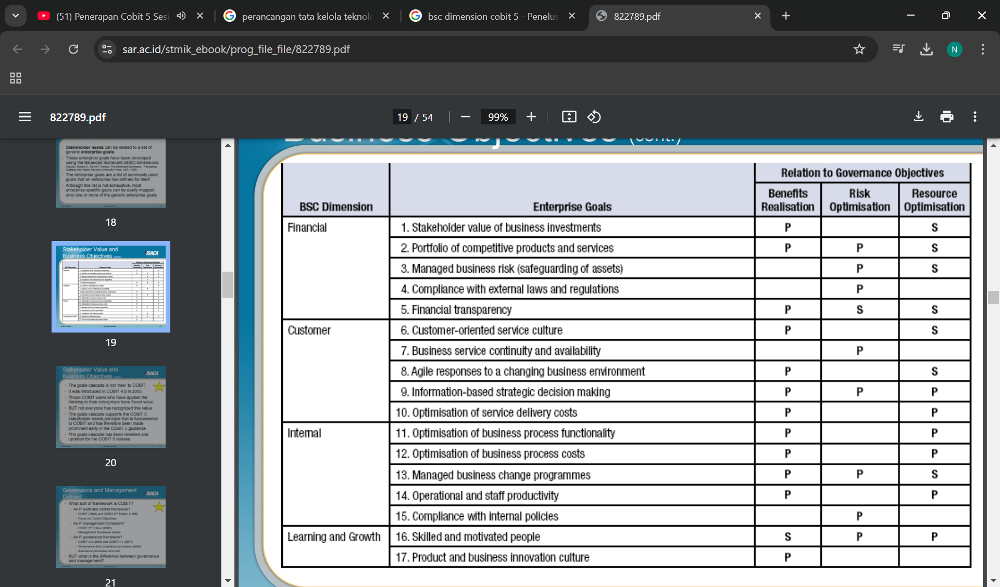 (51) Penerapan Cobit 5 Sesi
perancangan tata kelola teknolo
bsc dimension cobit 5 - Penelus
822789.pdf
sar.ac.id/stmik_ebook/prog_file_file/822789.pdf
N
822789.pdf
19 / 54
99%
Stakeholder needs can be related to a set of
generic enterprise goals.
These enterprise goals have been developed
using the Balanced Scorecard (BSC) dimensions.
(Kaplan, Robert S.; David P. Norton; The Balanced Scorecard: Translating
Strategy into Action, Harvard University Press, USA, 1996)
The enterprise goals are a list of commonly used
goals that an enterprise has defined for itself.
Although this list is not exhaustive, most
enterprise-specific goals can be easily mapped
onto one or more of the generic enterprise goals.
18
Stakeholder Value and
Business Objectives (cont.)
ISACA
19
Stakeholder Value and
Business Objectives (cont.)
ISACA
The goals cascade is not 'new' to COBIT.
It was introduced in COBIT 4.0 in 2005.
Those COBIT users who have applied the
thinking to their enterprises have found value.
BUT not everyone has recognized this value.
The goals cascade supports the COBIT 5
stakeholder needs principle that is fundamental
to COBIT and has therefore been made
prominent early in the COBIT 5 guidance.
The goals cascade has been revisited and
updated for the COBIT 5 release.
20
Governance and Management
Defined
ISACA
What sort of framework is COBIT?
An IT audit and control framework?
COBIT (1996) and COBIT 2nd Edition (1998)
Focus on Control Objectives
An IT management framework?
COBIT 3rd Edition (2000)
Management Guidelines added
An IT governance framework?
COBIT 4.0 (2005) and COBIT 4.1 (2007)
Governance and compliance processes added
Assurance processes removed
BUT what is the difference between governance
and management?
21
Business Objectives (cont.)
Relation to Governance Objectives
BSC Dimension Enterprise Goals Benefits Realisation Risk Optimisation Resource Optimisation
Financial 1. Stakeholder value of business investments P S
2. Portfolio of competitive products and services P P S
3. Managed business risk (safeguarding of assets) P S
4. Compliance with external laws and regulations P
5. Financial transparency P S S
Customer 6. Customer-oriented service culture P S
7. Business service continuity and availability P
8. Agile responses to a changing business environment P S
9. Information-based strategic decision making P P P
10. Optimisation of service delivery costs P P
Internal 11. Optimisation of business process functionality P P
12. Optimisation of business process costs P P
13. Managed business change programmes P P S
14. Operational and staff productivity P P
15. Compliance with internal policies P
Learning and Growth 16. Skilled and motivated people S P P
17. Product and business innovation culture P